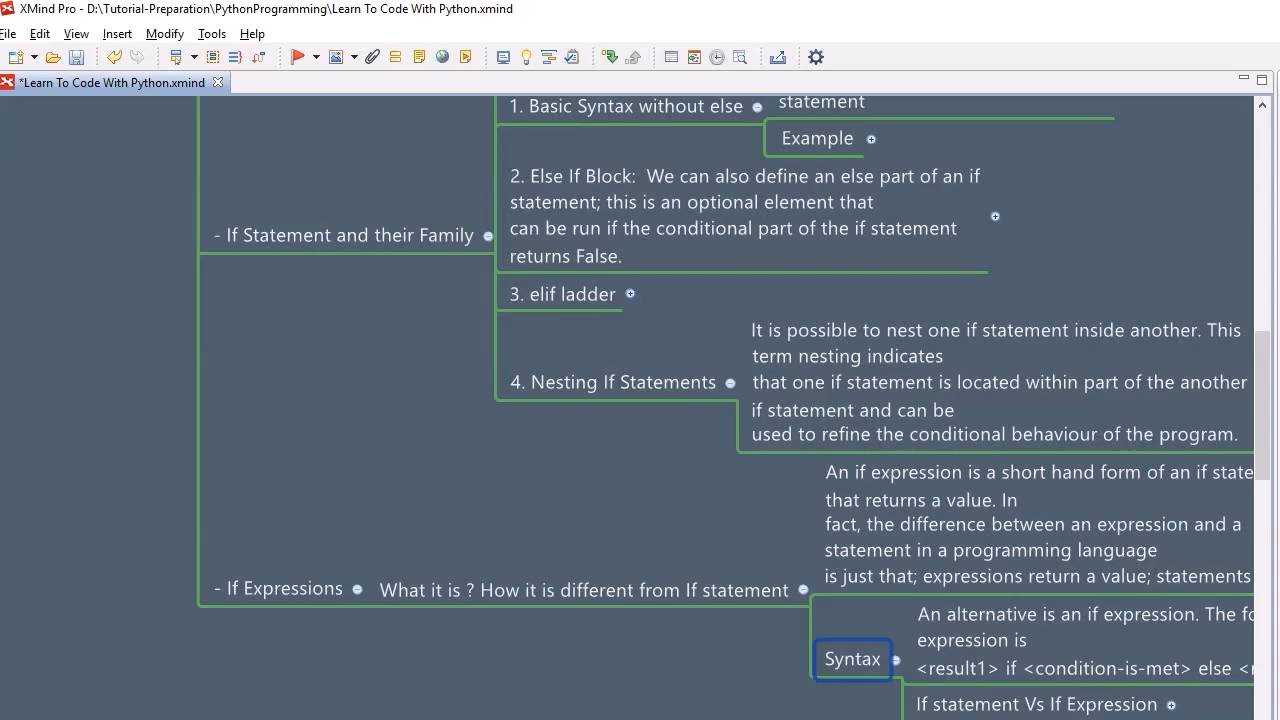 XMind Pro - D:\Tutorial-Preparation\PythonProgramming\Learn To Code With Python.xmind
File Edit View Insert Modify Tools Help
*Learn To Code With Python.xmind
1. Basic Syntax without else
statement
Example
2. Else If Block:  We can also define an else part of an if
statement; this is an optional element that
can be run if the conditional part of the if statement
returns False.
- If Statement and their Family
3. elif ladder
4. Nesting If Statements
It is possible to nest one if statement inside another. This
term nesting indicates
that one if statement is located within part of the another
if statement and can be
used to refine the conditional behaviour of the program.
- If Expressions
What it is ? How it is different from If statement
An if expression is a short hand form of an if state
that returns a value. In
fact, the difference between an expression and a
statement in a programming language
is just that; expressions return a value; statements
Syntax
An alternative is an if expression. The fo
expression is
<result1> if <condition-is-met> else <r
If statement Vs If Expression